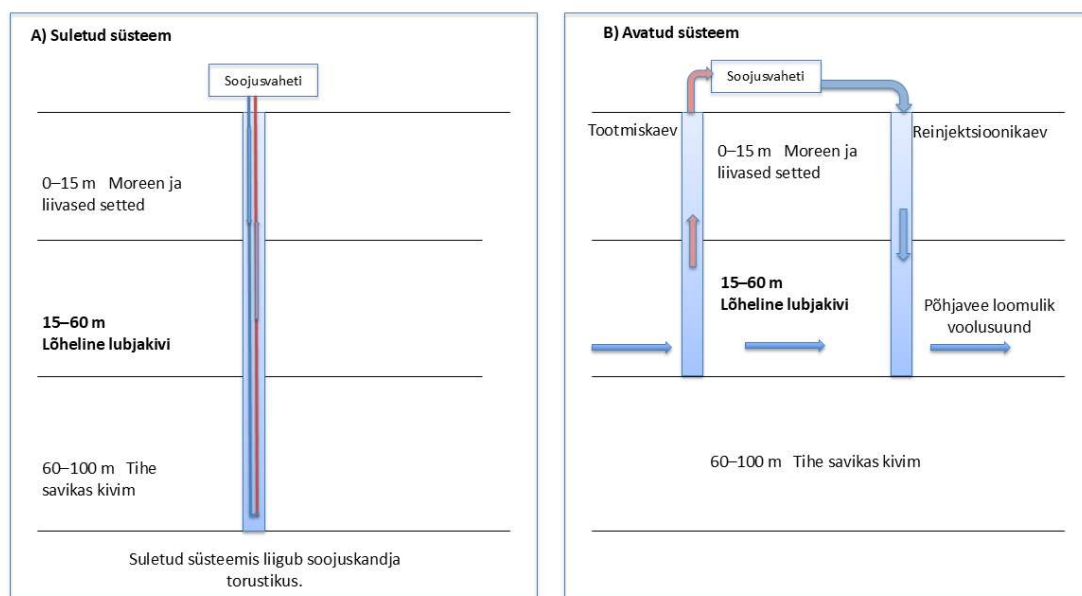 A) Suletud süsteem
Soojusvaheti
0–15 m Moreen ja
liivased setted
15–60 m
Lõheline lubjakivi
60–100 m Tihe
savikas kivim
Suletud süsteemis liigub soojuskandja
torustikus.
B) Avatud süsteem
Soojusvaheti
Tootmiskaev
Reinjektsioonikaev
0–15 m Moreen ja
liivased setted
15–60 m
Lõheline lubjakivi
Põhjavee loomulik
voolusuund
60–100 m Tihe savikas kivim